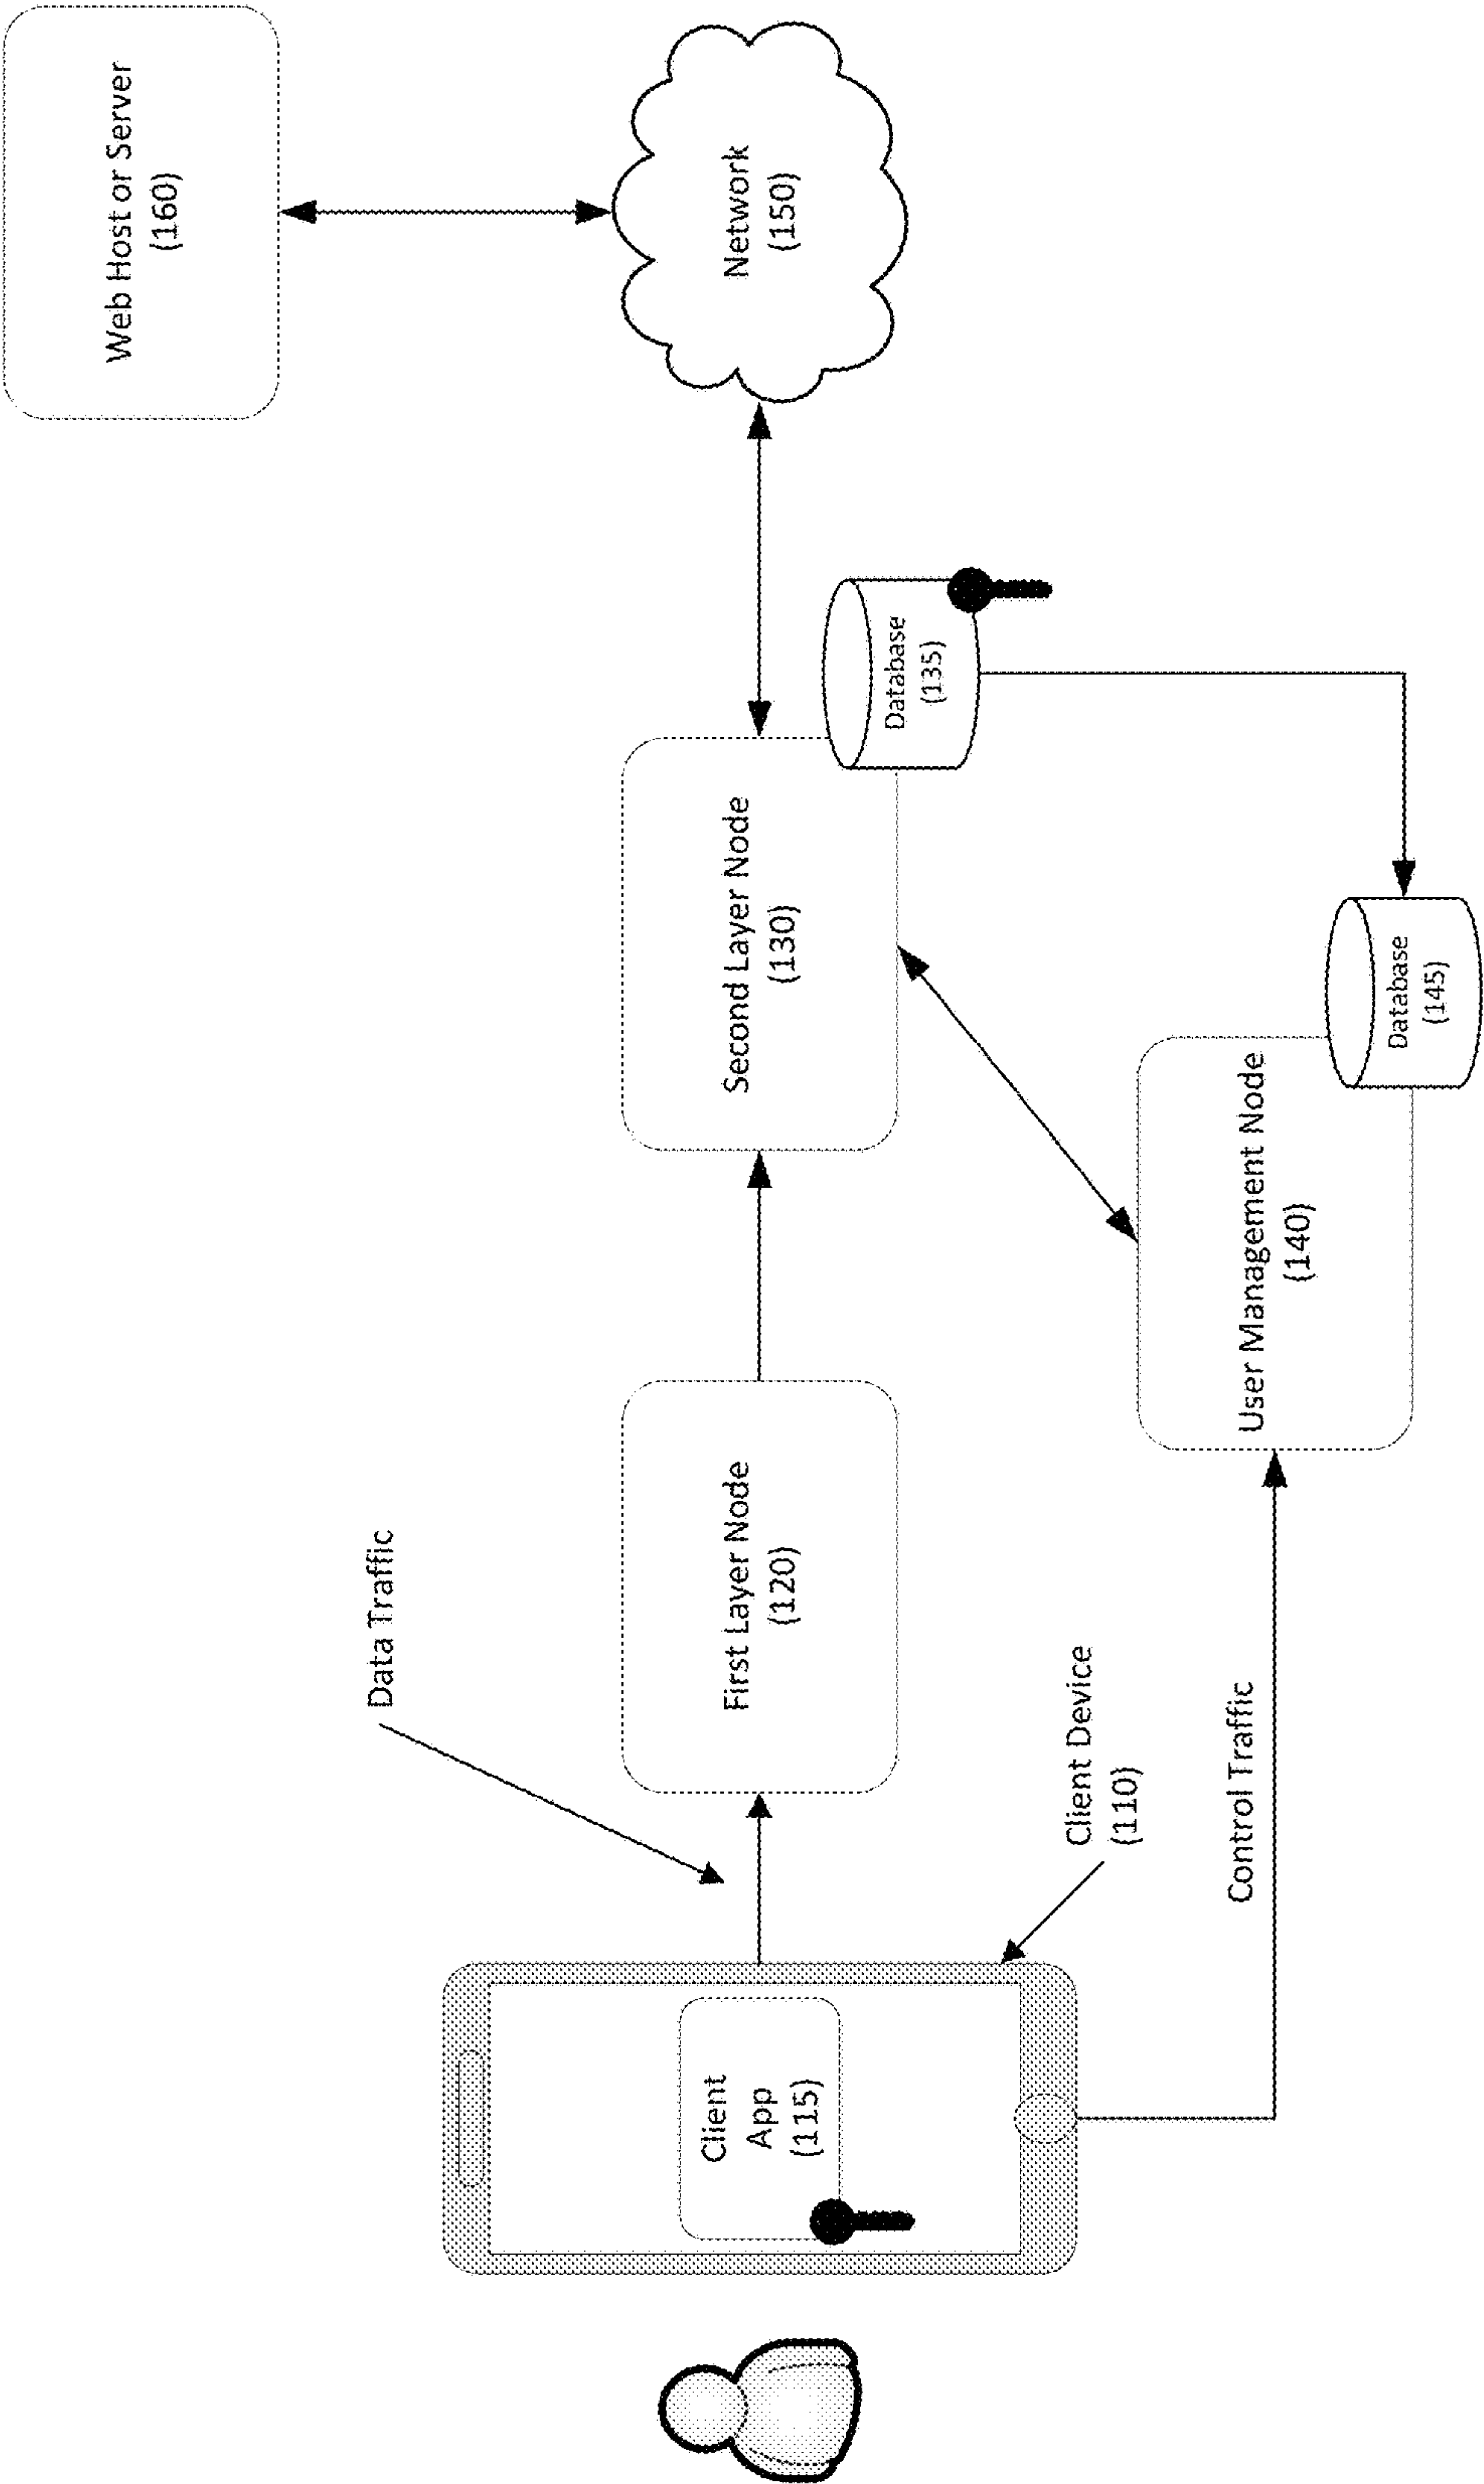 Web Host or Server
(160)
Network
(150)
Database
(135)
Second Layer Node
(130)
Database
(145)
User Management Node
(140)
First Layer Node
(120)
Data Traffic
Client Device
(110)
Control Traffic
Client
App
(115)